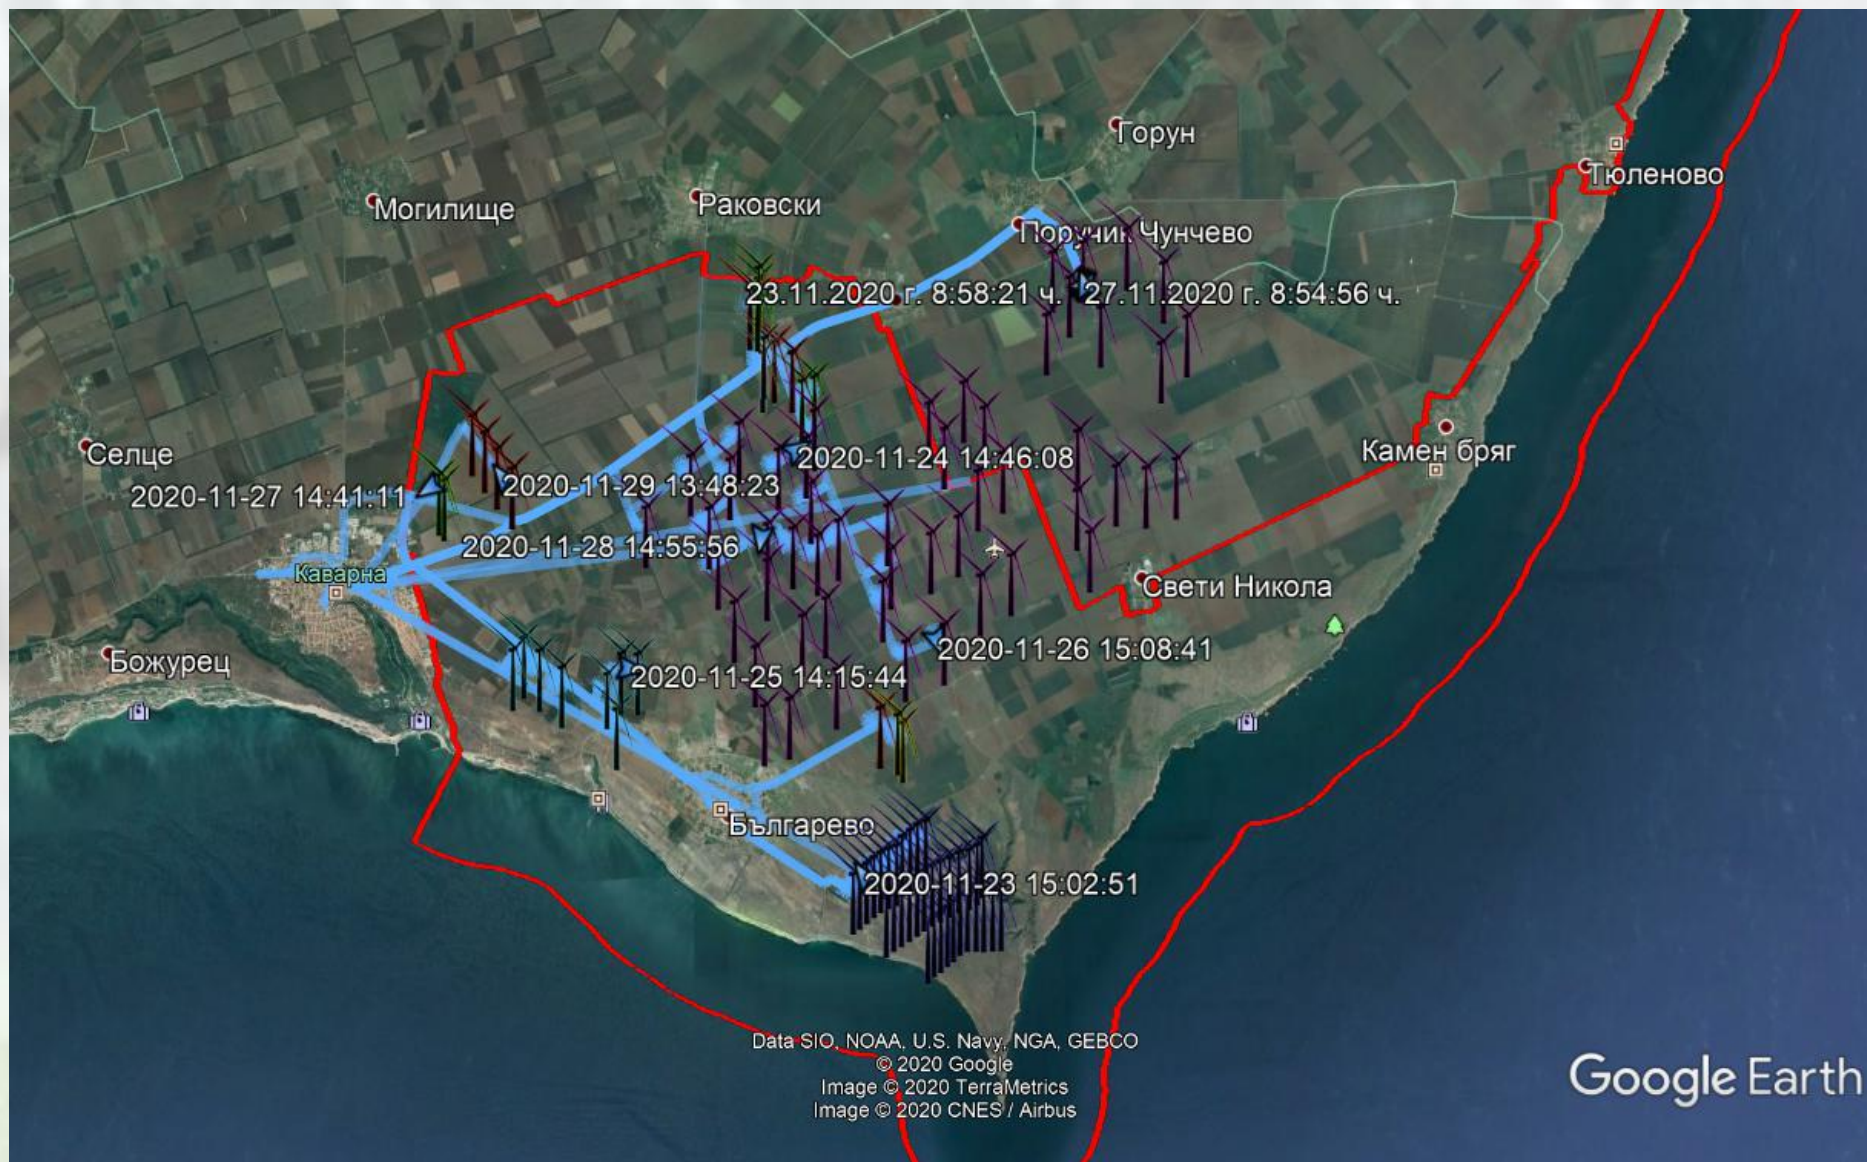 Горун
Тюленово
Могилище
Раковски
Поручик Чунчево
23.11.2020 г. 8:58:21 ч.
27.11.2020 г. 8:54:56 ч.
Селце
2020-11-24 14:46:08
Камен бряг
2020-11-27 14:41:11
2020-11-29 13:48:23
2020-11-28 14:55:56
Каварна
Свети Никола
Божурец
2020-11-26 15:08:41
2020-11-25 14:15:44
Българево
2020-11-23 15:02:51
Data SIO, NOAA, U.S. Navy, NGA, GEBCO
© 2020 Google
Image © 2020 TerraMetrics
Image © 2020 CNES / Airbus
Google Earth